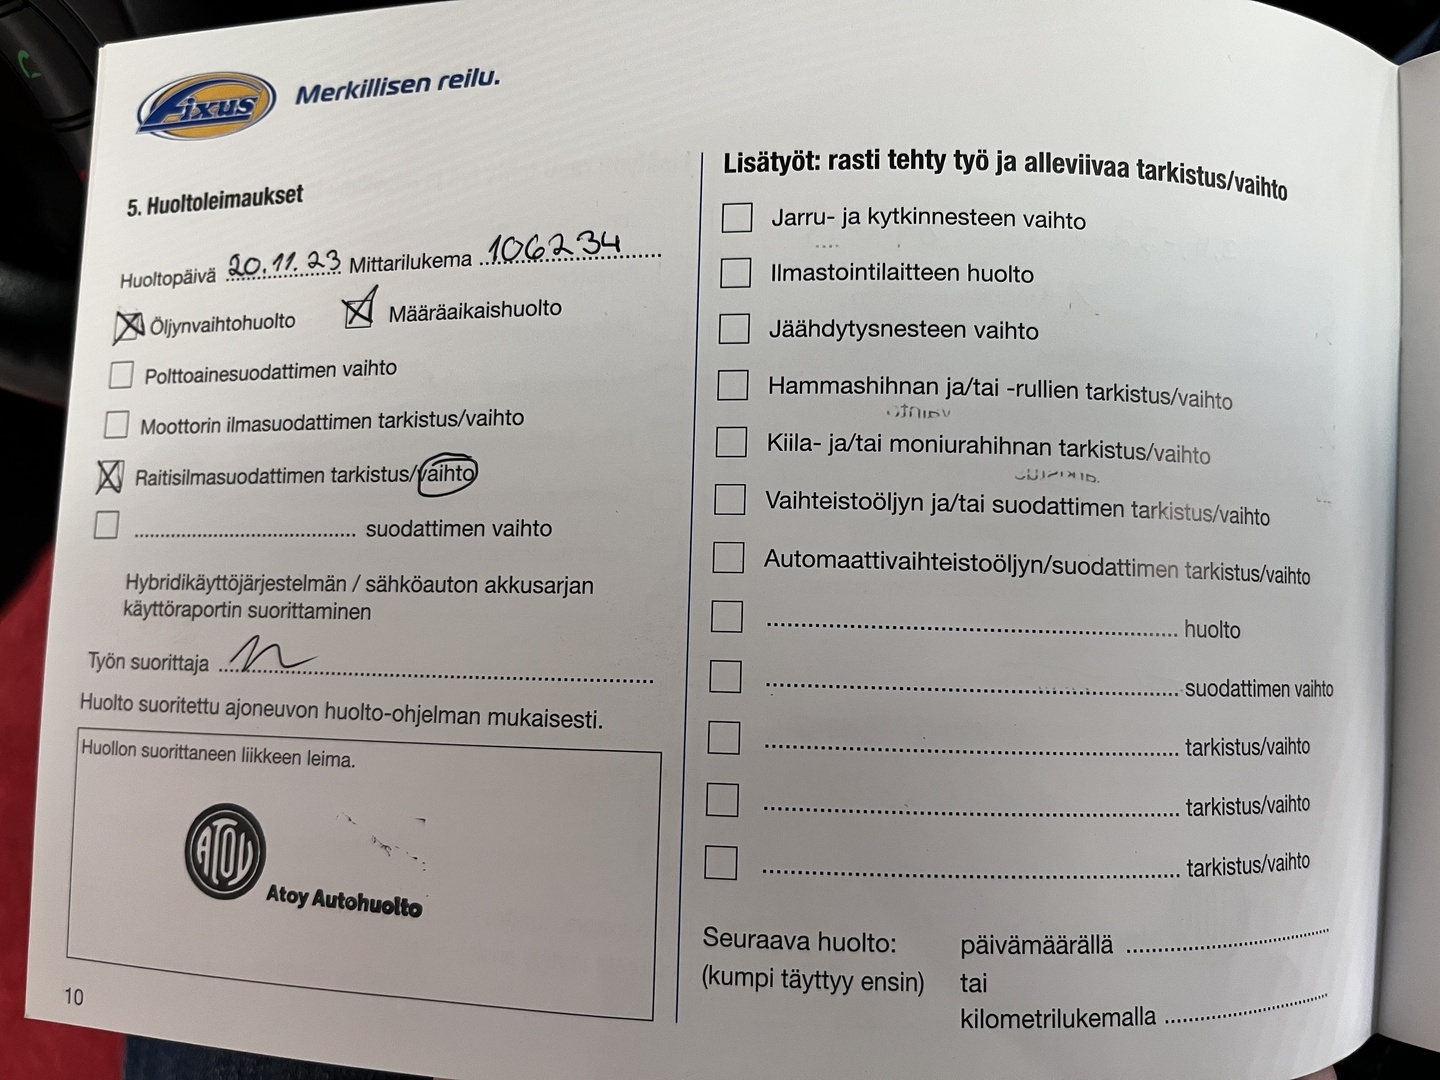 Fixus
Merkillisen reilu.
5. Huoltoleimaukset
Huoltopäivä 20.11.23 Mittarilukema 106234
Öljynvaihtohuolto Määräaikaishuolto
Polttoainesuodattimen vaihto
Moottorin ilmasuodattimen tarkistus/vaihto
Raitisilmasuodattimen tarkistus/vaihto
suodattimen vaihto
Hybridikäyttöjärjestelmän / sähköauton akkusarjan
käyttöraportin suorittaminen
Työn suorittaja
Huolto suoritettu ajoneuvon huolto-ohjelman mukaisesti.
Huollon suorittaneen liikkeen leima.
ATOY
Atoy Autohuolto
10
Lisätyöt: rasti tehty työ ja alleviivaa tarkistus/vaihto
Jarru- ja kytkinnesteen vaihto
Ilmastointilaitteen huolto
Jäähdytysnesteen vaihto
Hammashihnan ja/tai -rullien tarkistus/vaihto
Kiila- ja/tai moniurahihnan tarkistus/vaihto
Vaihteistoöljyn ja/tai suodattimen tarkistus/vaihto
Automaattivaihteistoöljyn/suodattimen tarkistus/vaihto
huolto
suodattimen vaihto
tarkistus/vaihto
tarkistus/vaihto
tarkistus/vaihto
Seuraava huolto: päivämäärällä
(kumpi täyttyy ensin) tai
kilometrilukemalla